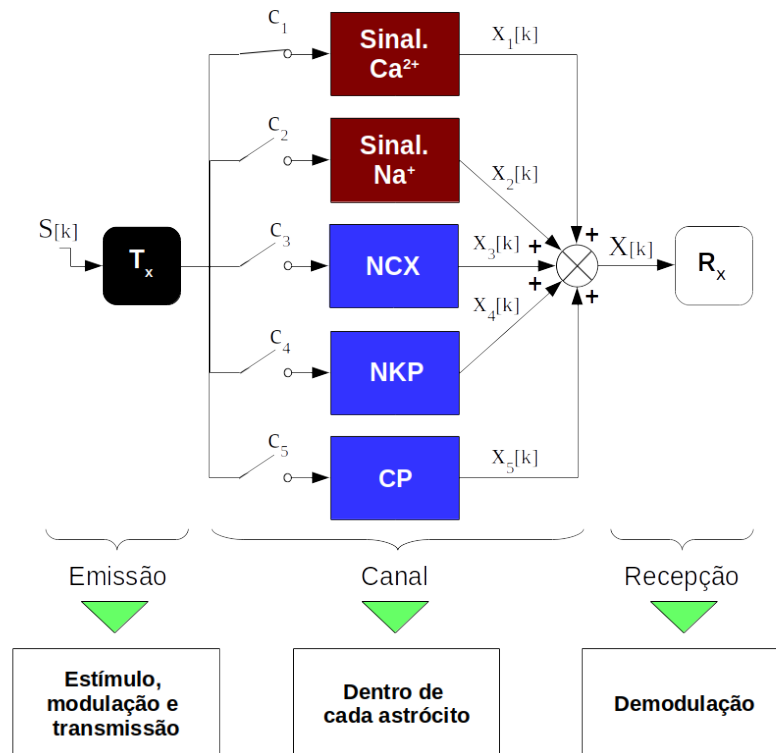 C₁
Sinal.
Ca²⁺
X₁[k]
C₂
Sinal.
Na⁺
X₂[k]
S[k]
Tₓ
C₃
NCX
X₃[k]
+
+
+
+
X[k]
Rₓ
C₄
NKP
X₄[k]
C₅
CP
X₅[k]
Emissão
Canal
Recepção
Estímulo,
modulação e
transmissão
Dentro de
cada astrócito
Demodulação